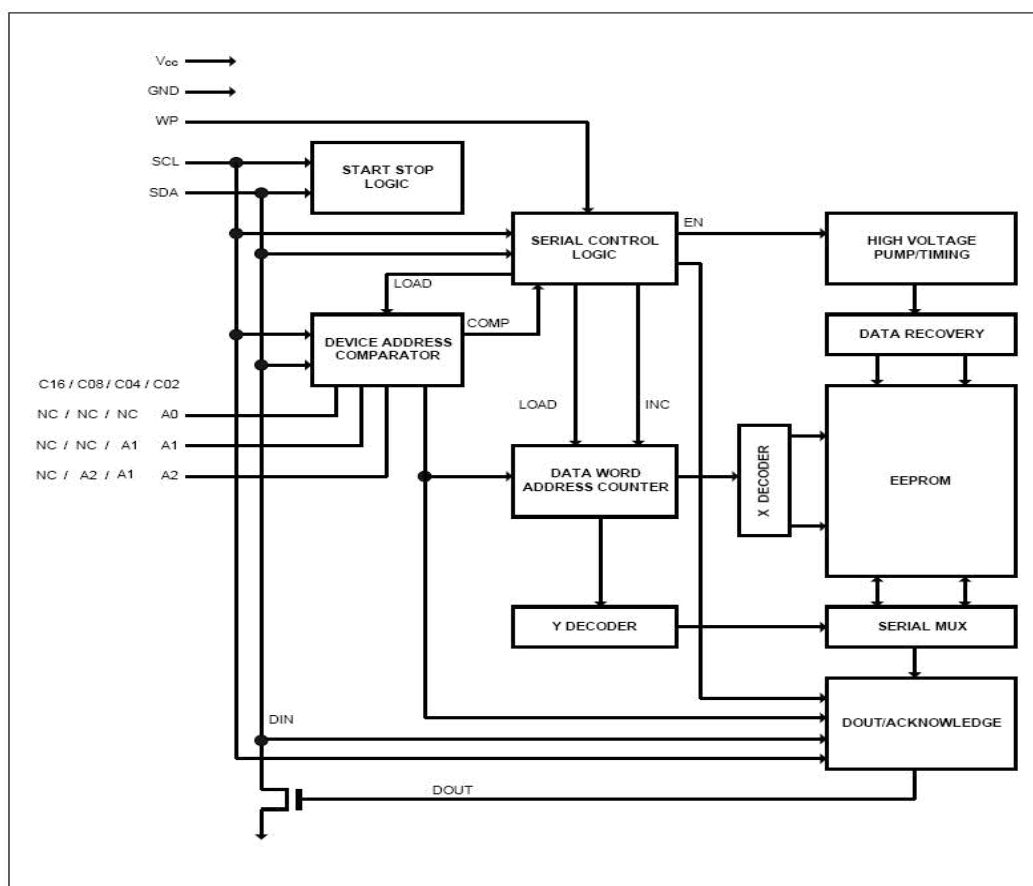 Vcc
GND
WP
SCL
SDA
START STOP
LOGIC
SERIAL CONTROL
LOGIC
EN
HIGH VOLTAGE
PUMP/TIMING
LOAD
COMP
DEVICE ADDRESS
COMPARATOR
DATA RECOVERY
C16 / C08 / C04 / C02
NC / NC / NC A0
NC / NC / A1 A1
NC / A2 / A1 A2
LOAD
INC
DATA WORD
ADDRESS COUNTER
X DECODER
EEPROM
Y DECODER
SERIAL MUX
DIN
DOUT/ACKNOWLEDGE
DOUT